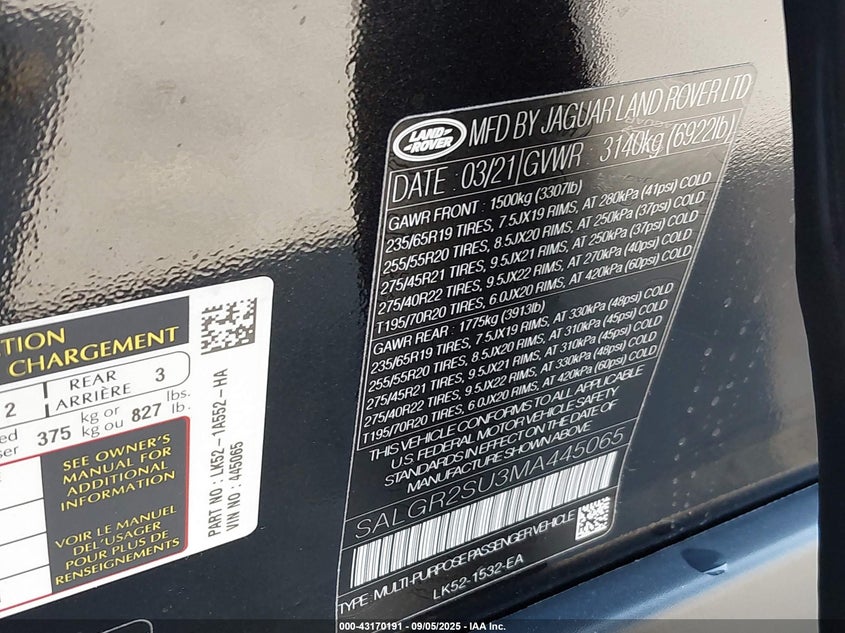 LAND
ROVER
MFD BY JAGUAR LAND ROVER LTD
DATE : 03/21 GVWR : 3140kg (6922lb)
GAWR FRONT : 1500kg (3307lb)
235/65R19 TIRES, 7.5JX19 RIMS, AT 280kPa (41psi) COLD
255/55R20 TIRES, 8.5JX20 RIMS, AT 250kPa (37psi) COLD
275/45R21 TIRES, 9.5JX21 RIMS, AT 250kPa (37psi) COLD
275/40R22 TIRES, 9.5JX22 RIMS, AT 270kPa (40psi) COLD
T195/70R20 TIRES, 6.0JX20 RIMS, AT 420kPa (60psi) COLD
GAWR REAR : 1775kg (3913lb)
235/65R19 TIRES, 7.5JX19 RIMS, AT 330kPa (48psi) COLD
255/55R20 TIRES, 8.5JX20 RIMS, AT 310kPa (45psi) COLD
275/45R21 TIRES, 9.5JX21 RIMS, AT 310kPa (45psi) COLD
275/40R22 TIRES, 9.5JX22 RIMS, AT 330kPa (48psi) COLD
T195/70R20 TIRES, 6.0JX20 RIMS, AT 420kPa (60psi) COLD
THIS VEHICLE CONFORMS TO ALL APPLICABLE
U.S. FEDERAL MOTOR VEHICLE SAFETY
STANDARDS IN EFFECT ON THE DATE OF
MANUFACTURE SHOWN ABOVE
SALGR2SU3MA445065
TYPE : MULTI-PURPOSE PASSENGER VEHICLE
LK52-1532-EA
CHARGEMENT
2
REAR
ARRIÈRE
3
375 kg or
kg ou 827 lbs.
lb.
SEE OWNER'S
MANUAL FOR
ADDITIONAL
INFORMATION
VOIR LE MANUEL
DEL'USAGER
POUR PLUS DE
RENSEIGNEMENTS
PART NO : LK52-1A552-HA
VIN NO : 445065
000-43170191 - 09/05/2025 - IAA Inc.